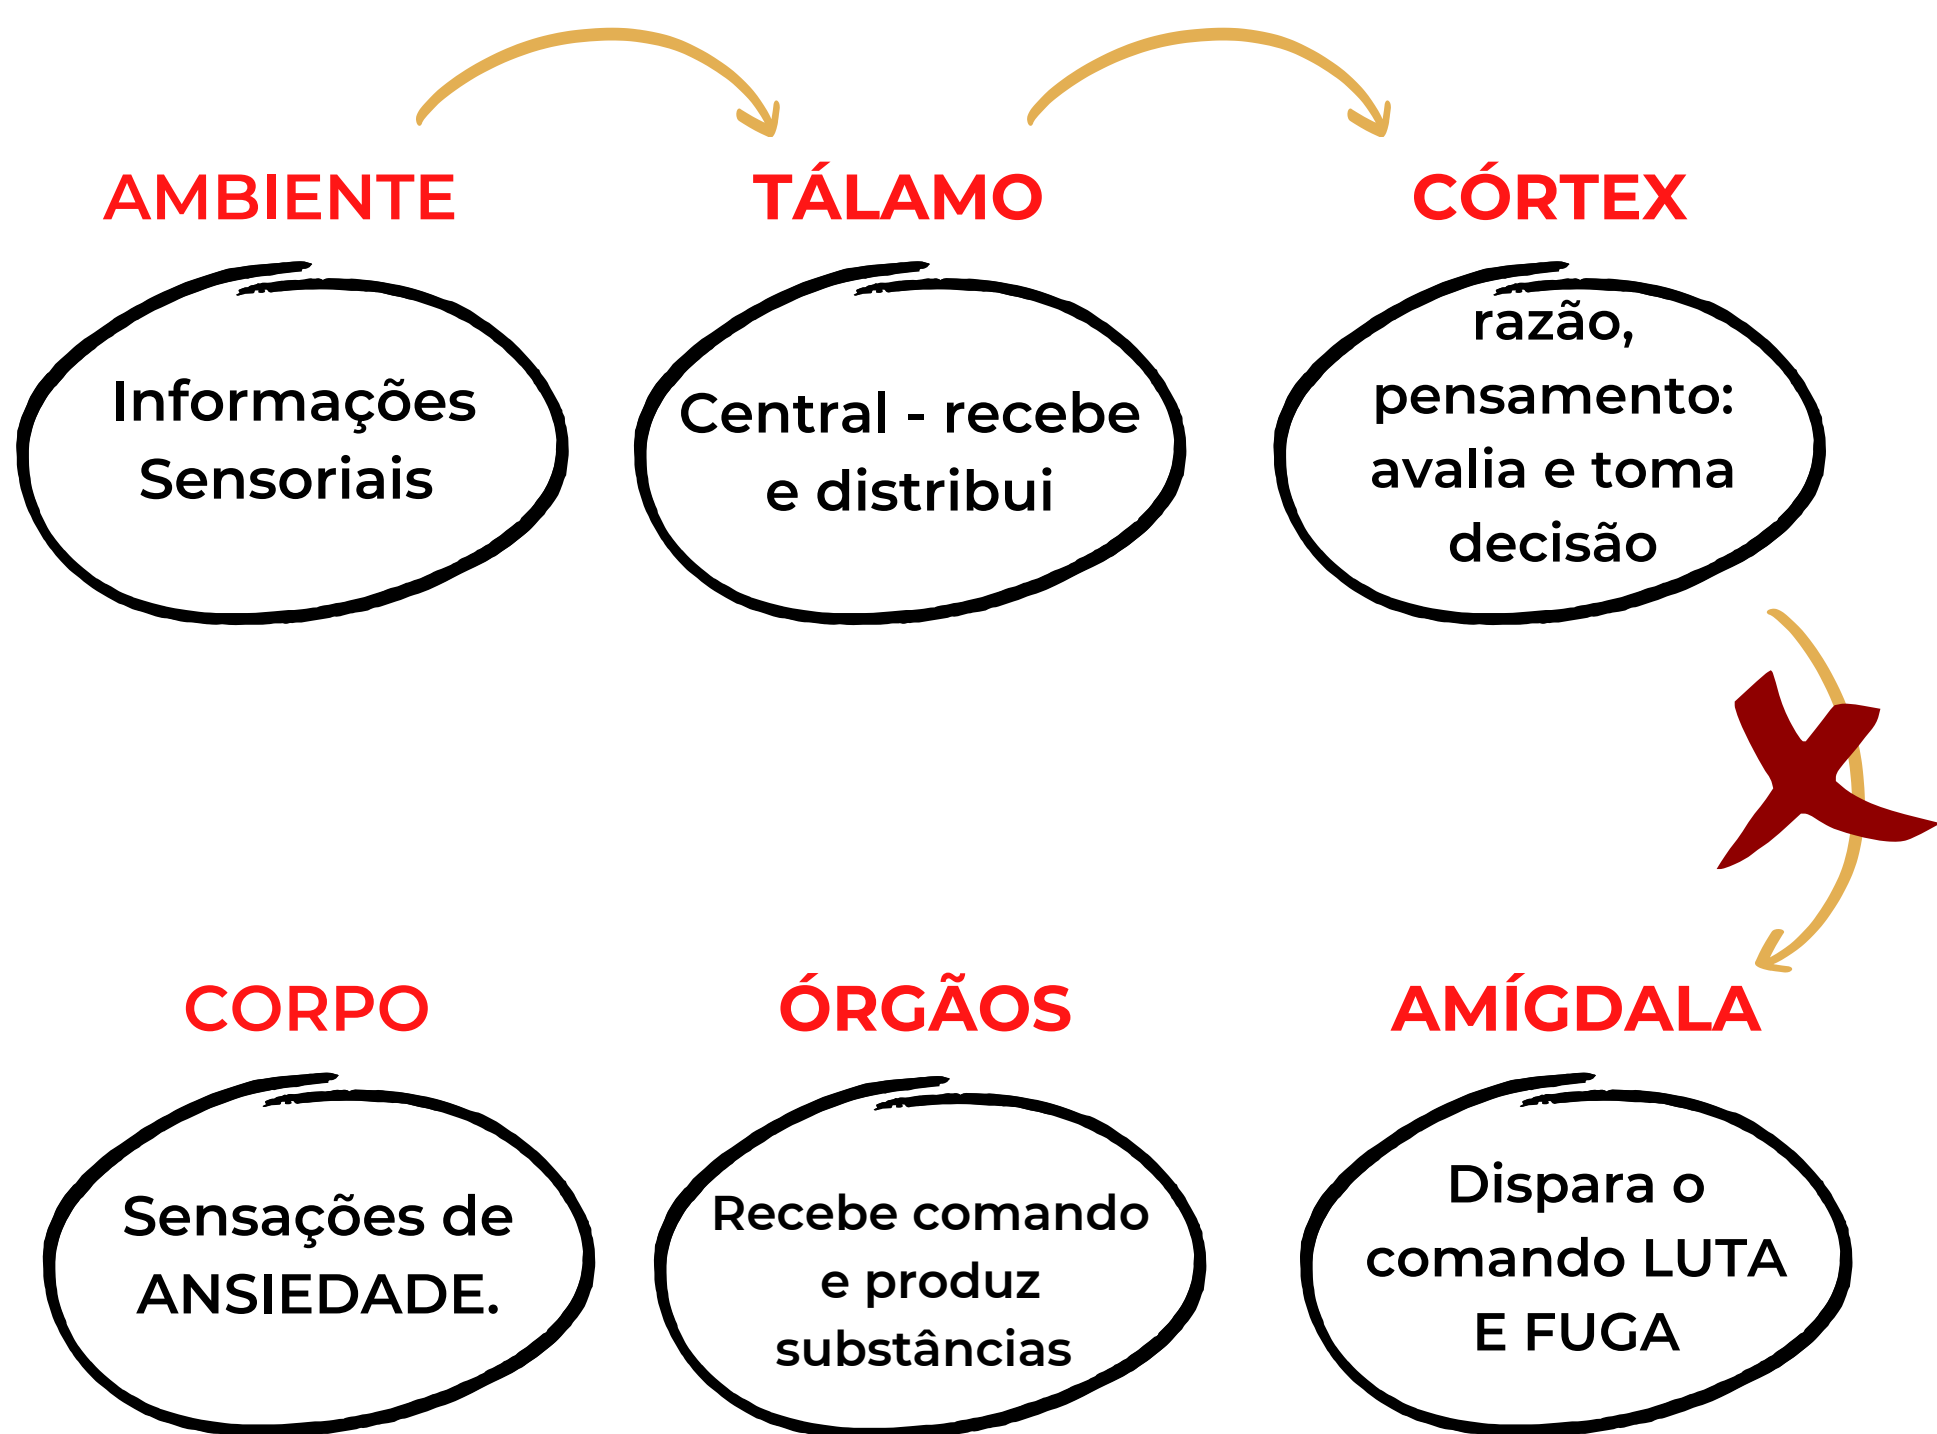 AMBIENTE
Informações
Sensoriais
TÁLAMO
Central - recebe
e distribui
CÓRTEX
razão,
pensamento:
avalia e toma
decisão
CORPO
Sensações de
ANSIEDADE.
ÓRGÃOS
Recebe comando
e produz
substâncias
AMÍGDALA
Dispara o
comando LUTA
E FUGA